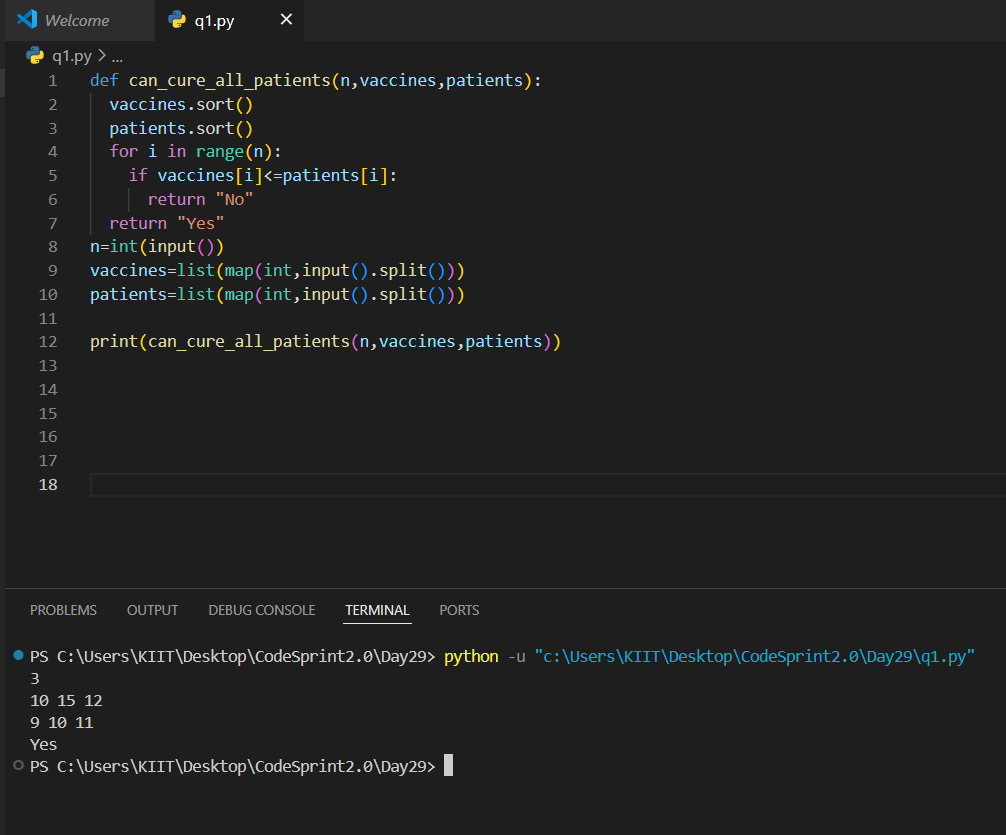 Welcome
q1.py
q1.py > ...
1 def can_cure_all_patients(n,vaccines,patients):
2   vaccines.sort()
3   patients.sort()
4   for i in range(n):
5     if vaccines[i]<=patients[i]:
6       return "No"
7   return "Yes"
8 n=int(input())
9 vaccines=list(map(int,input().split()))
10 patients=list(map(int,input().split()))
11
12 print(can_cure_all_patients(n,vaccines,patients))
13
14
15
16
17
18
PROBLEMS OUTPUT DEBUG CONSOLE TERMINAL PORTS
PS C:\Users\KIIT\Desktop\CodeSprint2.0\Day29> python -u "c:\Users\KIIT\Desktop\CodeSprint2.0\Day29\q1.py"
3
10 15 12
9 10 11
Yes
PS C:\Users\KIIT\Desktop\CodeSprint2.0\Day29>